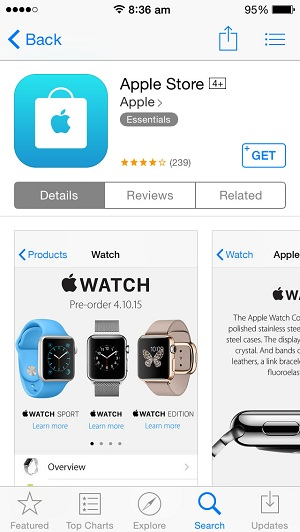 8:36 am
95%
Back
Apple Store 4+
Apple >
Essentials
(239)
+GET
Details
Reviews
Related
Products
Watch
WATCH
Pre-order 4.10.15
WATCH SPORT
Learn more
WATCH
Learn more
WATCH EDITION
Learn more
Overview
Watch
Apple
The Apple Watch Co
polished stainless stee
steel cases. The display
crystal. And bands c
leathers, a link bracele
fluoroelas
Featured
Top Charts
Explore
Search
Updates